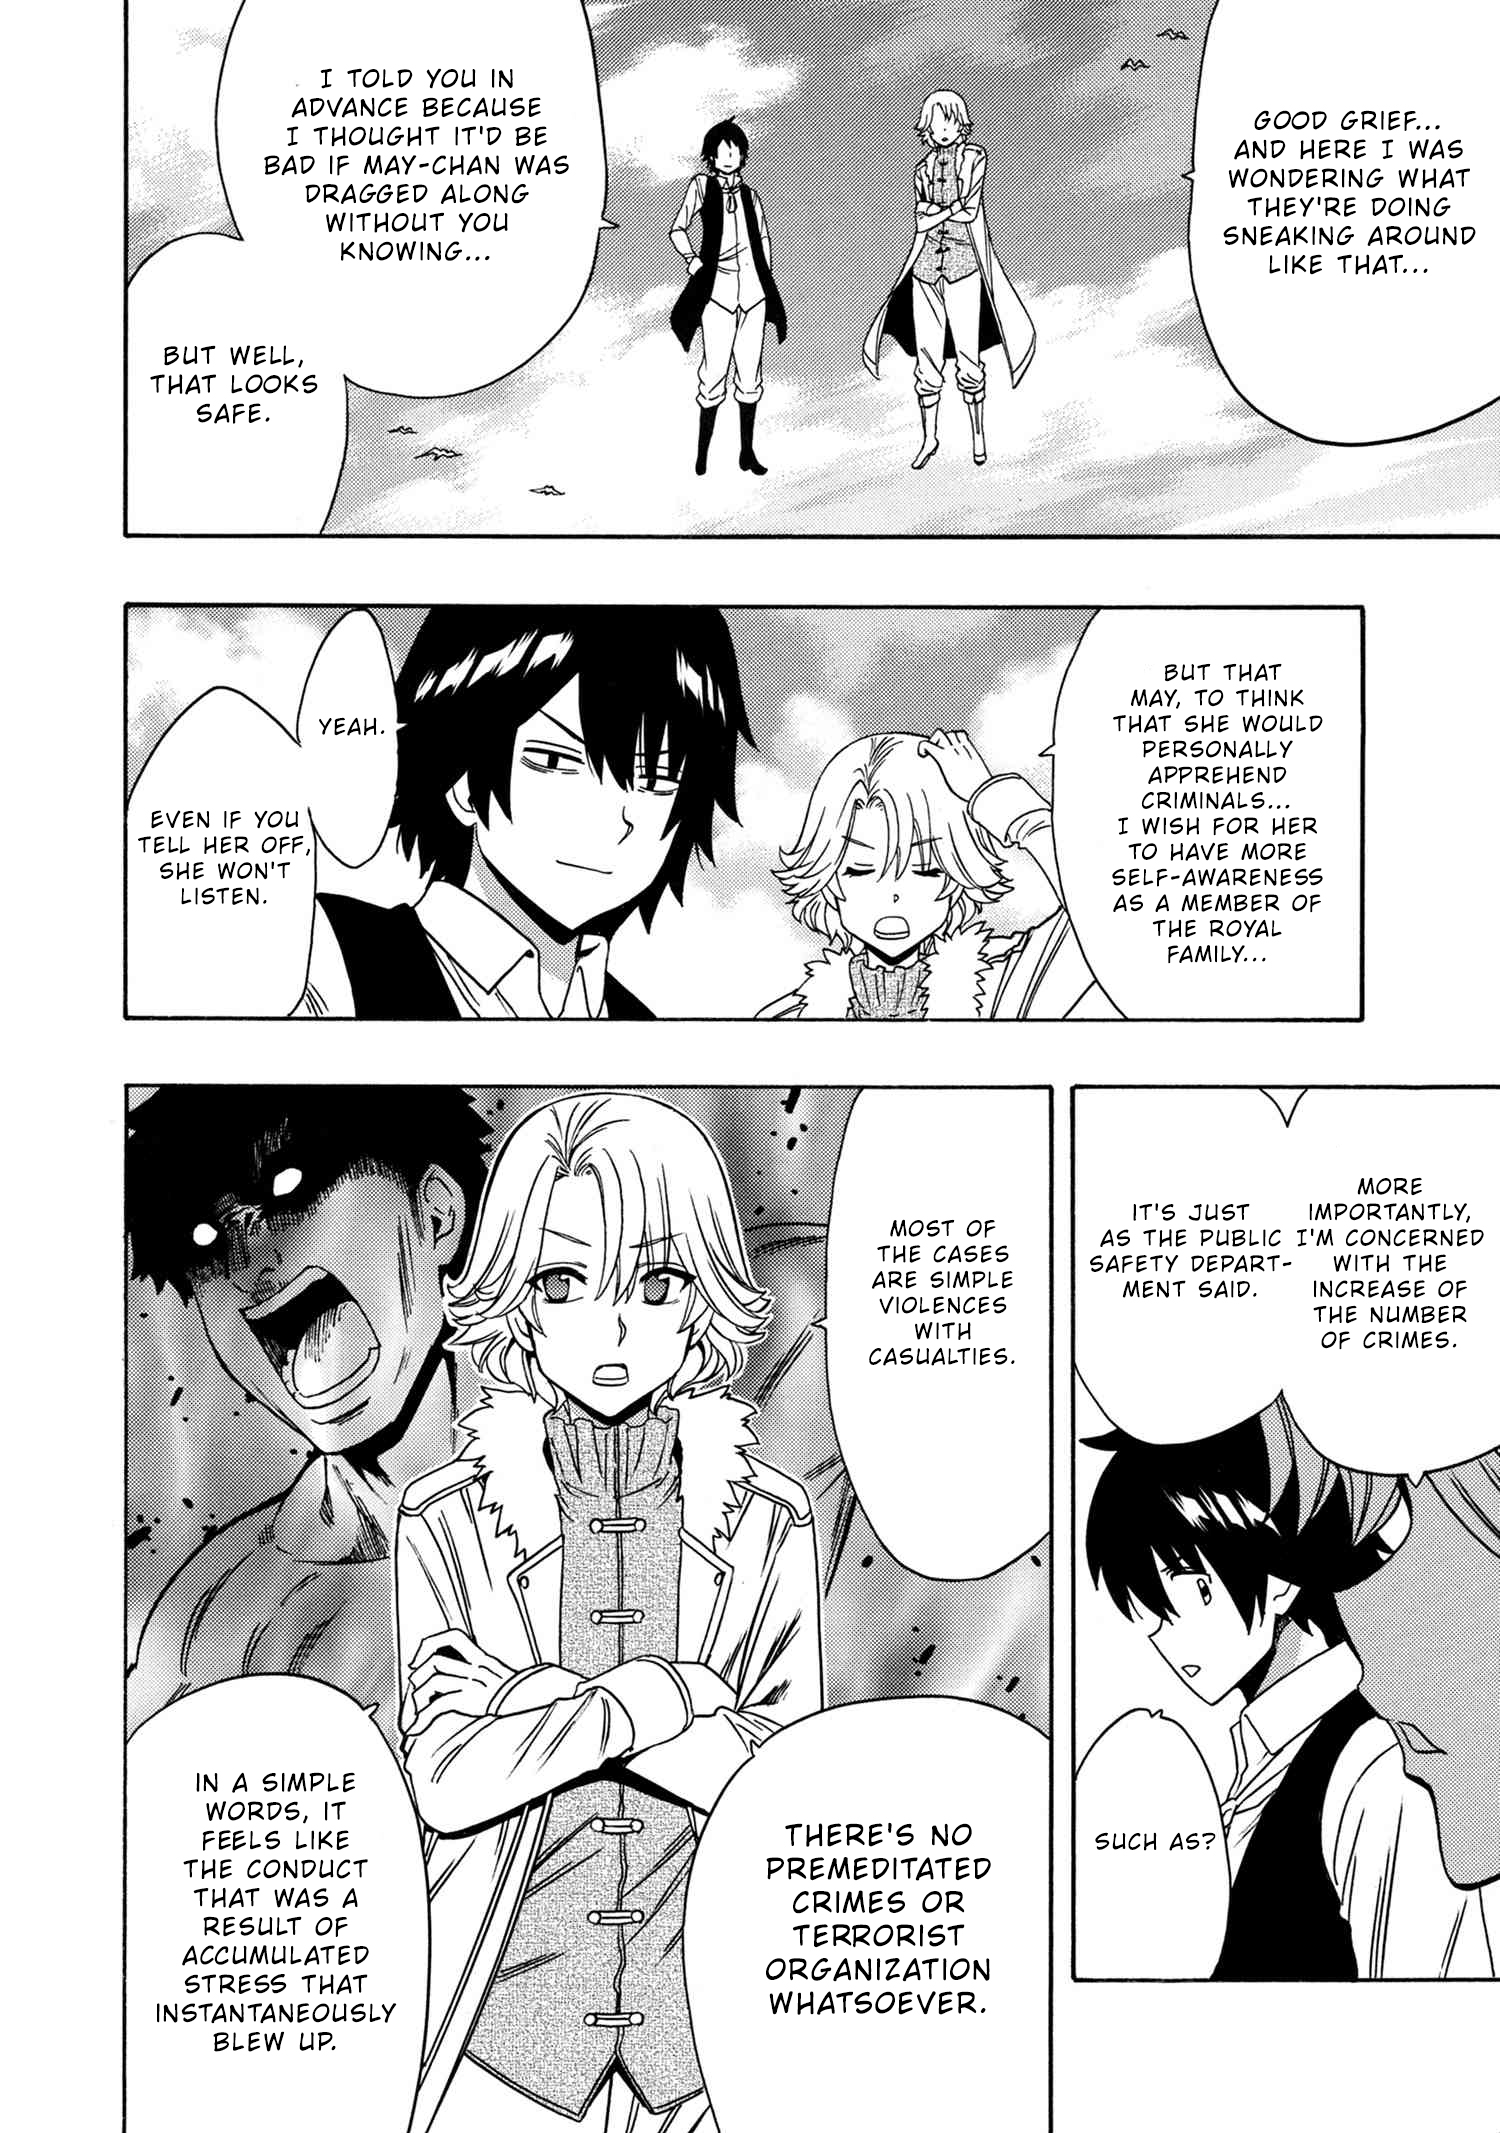 GOOD GRIEF...
AND HERE I WAS
WONDERING WHAT
THEY'RE DOING
SNEAKING AROUND
LIKE THAT...
I TOLD YOU IN
ADVANCE BECAUSE
I THOUGHT IT'D BE
BAD IF MAY-CHAN WAS
DRAGGED ALONG
WITHOUT YOU
KNOWING...
BUT WELL,
THAT LOOKS
SAFE.
BUT THAT
MAY, TO THINK
THAT SHE WOULD
PERSONALLY
APPREHEND
CRIMINALS...
I WISH FOR HER
TO HAVE MORE
SELF-AWARENESS
AS A MEMBER OF
THE ROYAL
FAMILY...
YEAH.
EVEN IF YOU
TELL HER OFF,
SHE WON'T
LISTEN.
MORE
IMPORTANTLY,
I'M CONCERNED
WITH THE
INCREASE OF
THE NUMBER
OF CRIMES.
IT'S JUST
AS THE PUBLIC
SAFETY DEPART-
MENT SAID.
SUCH AS?
MOST OF
THE CASES
ARE SIMPLE
VIOLENCES
WITH
CASUALTIES.
THERE'S NO
PREMEDITATED
CRIMES OR
TERRORIST
ORGANIZATION
WHATSOEVER.
IN A SIMPLE
WORDS, IT
FEELS LIKE
THE CONDUCT
THAT WAS A
RESULT OF
ACCUMULATED
STRESS THAT
INSTANTANEOUSLY
BLEW UP.